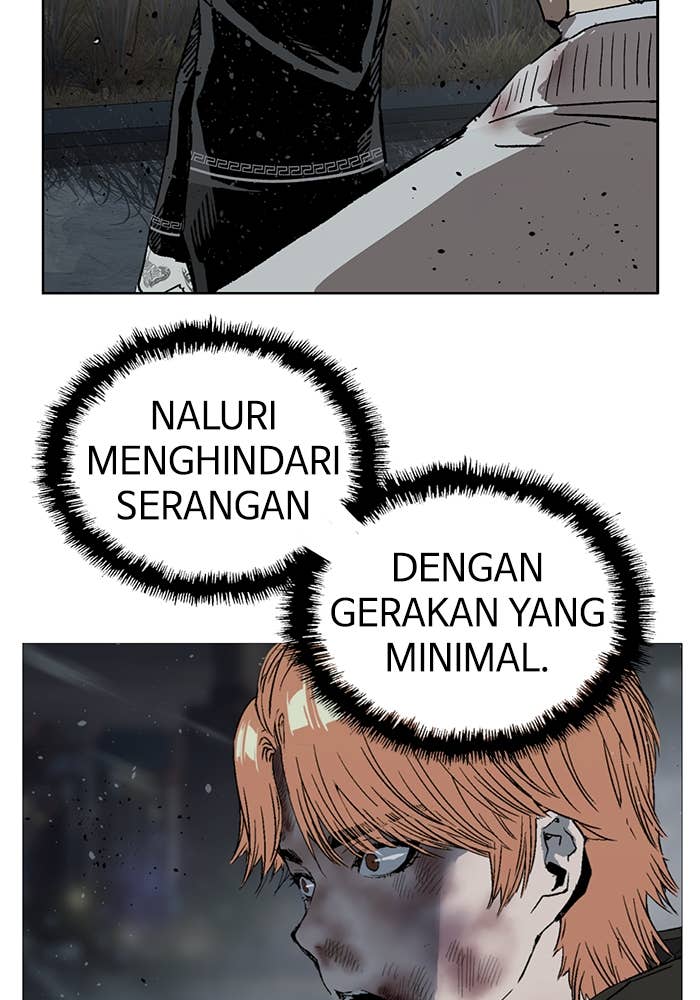 NALURI
MENGHINDARI
SERANGAN
DENGAN
GERAKAN YANG
MINIMAL.